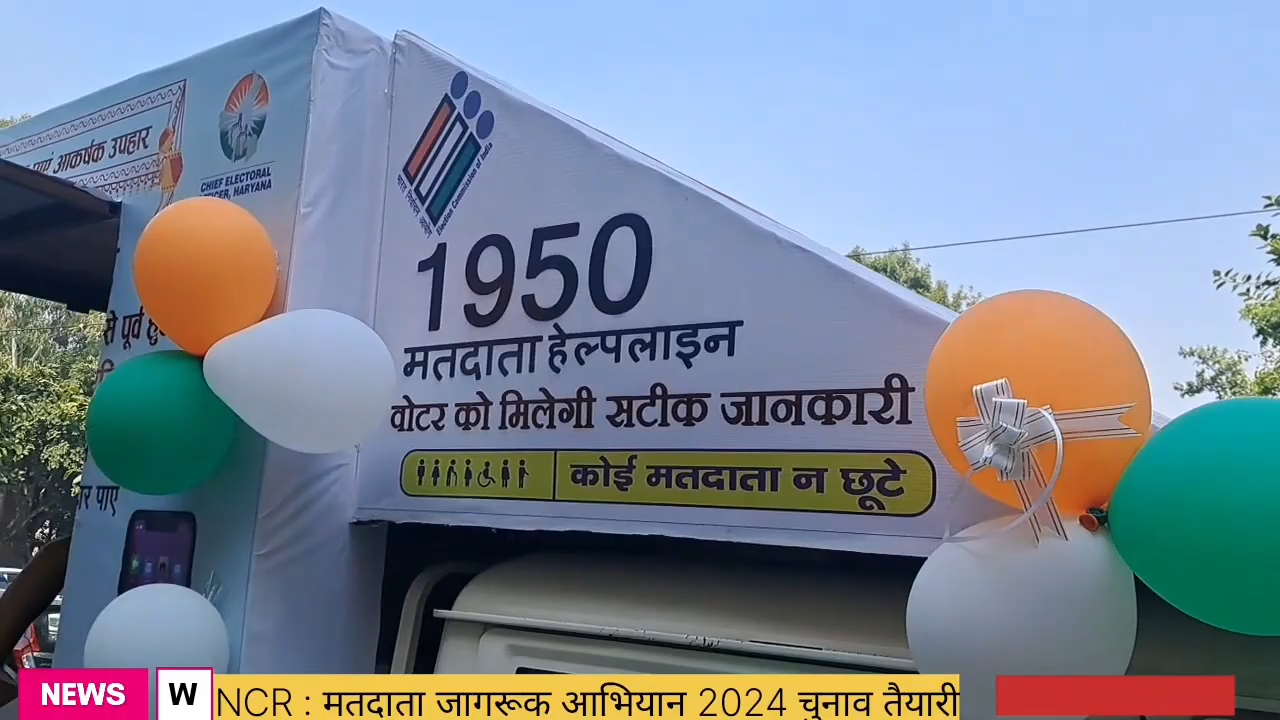 आकर्षक उपहार
CHIEF ELECTORAL
OFFICER, HARYANA
से पूर्व
पाएं
भारत निर्वाचन आयोग
Election Commission of India
1950
मतदाता हेल्पलाइन
वोटर को मिलेगी सटीक जानकारी
कोई मतदाता न छूटे
NEWS
W
NCR : मतदाता जागरूक आभियान 2024 चुनाव तैयारी